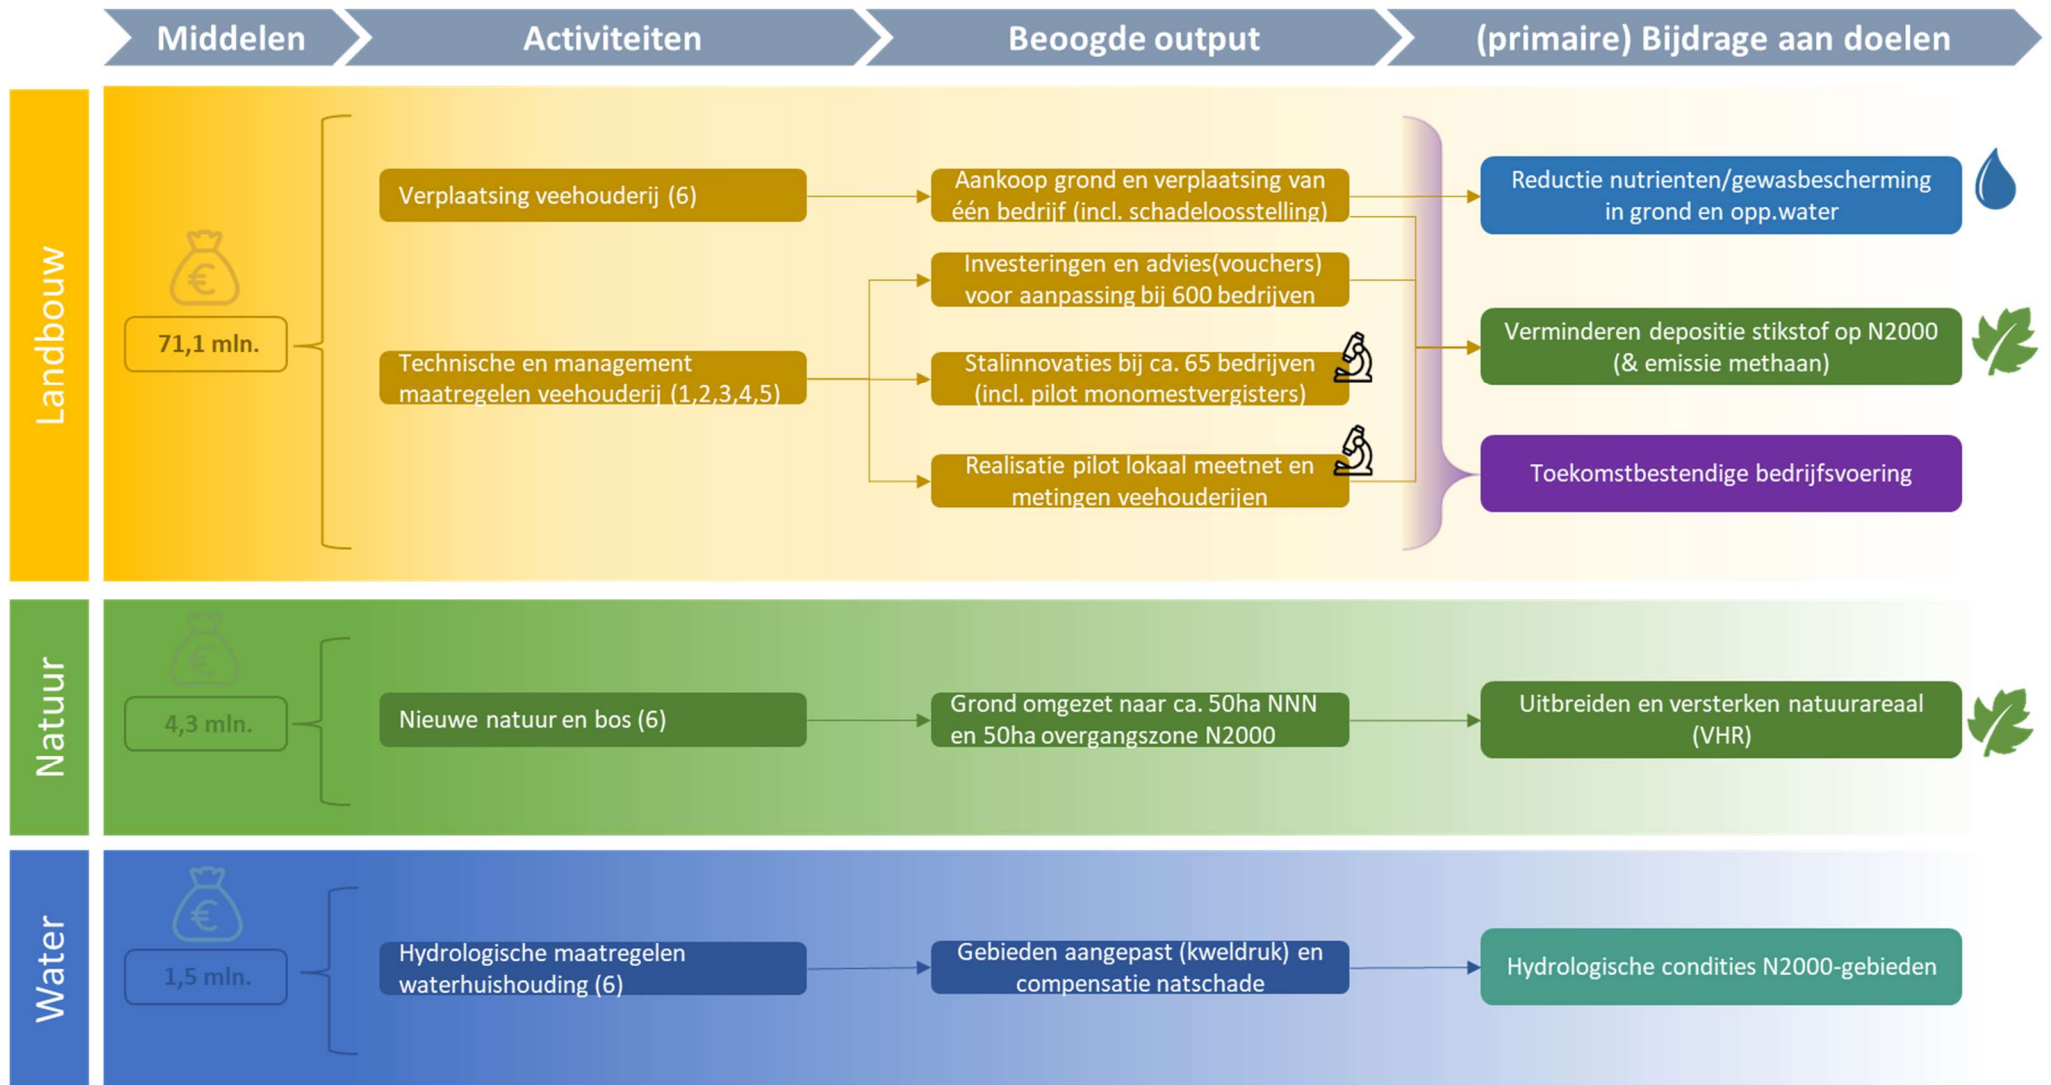 Middelen
Activiteiten
Beoogde output
(primaire) Bijdrage aan doelen
Landbouw
€
71,1 mln.
Verplaatsing veehouderij (6)
Aankoop grond en verplaatsing van
één bedrijf (incl. schadeloosstelling)
Reductie nutrienten/gewasbescherming
in grond en opp.water
Investeringen en advies(vouchers)
voor aanpassing bij 600 bedrijven
Technische en management
maatregelen veehouderij (1,2,3,4,5)
Stalinnovaties bij ca. 65 bedrijven
(incl. pilot monomestvergisters)
Verminderen depositie stikstof op N2000
(& emissie methaan)
Realisatie pilot lokaal meetnet en
metingen veehouderijen
Toekomstbestendige bedrijfsvoering
Natuur
€
4,3 mln.
Nieuwe natuur en bos (6)
Grond omgezet naar ca. 50ha NNN
en 50ha overgangszone N2000
Uitbreiden en versterken natuurareaal
(VHR)
Water
€
1,5 mln.
Hydrologische maatregelen
waterhuishouding (6)
Gebieden aangepast (kweldruk) en
compensatie natschade
Hydrologische condities N2000-gebieden